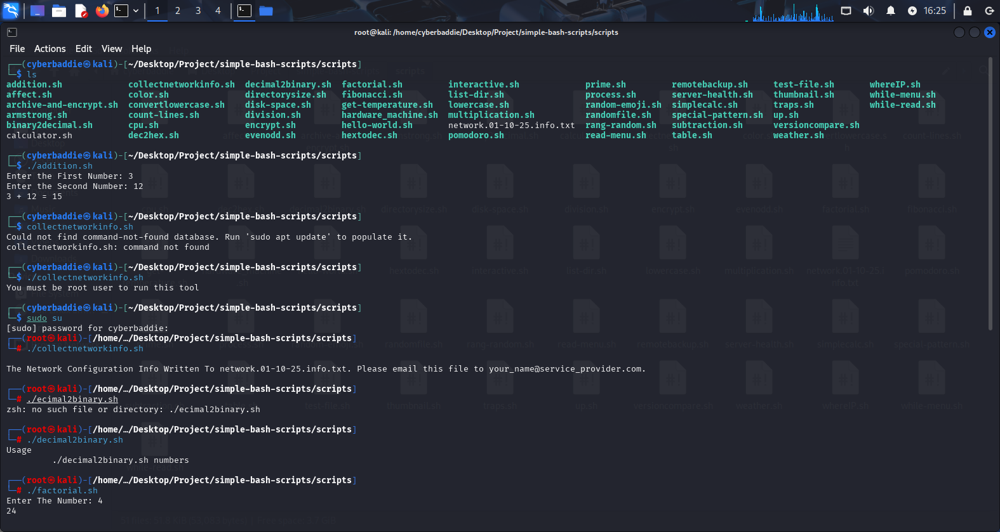 1 2 3 4 16:25
root@kali: /home/cyberbaddie/Desktop/Project/simple-bash-scripts/scripts
File Actions Edit View Help
┌──(cyberbaddie㉿kali)-[~/Desktop/Project/simple-bash-scripts/scripts]
└─$ ls
addition.sh collectnetworkinfo.sh decimal2binary.sh factorial.sh interactive.sh prime.sh remotebackup.sh test-file.sh whereIP.sh
affect.sh color.sh directorysize.sh fibonacci.sh list-dir.sh process.sh server-health.sh thumbnail.sh while-menu.sh
archive-and-encrypt.sh convertlowercase.sh disk-space.sh get-temperature.sh lowercase.sh random-emoji.sh simplecalc.sh traps.sh while-read.sh
armstrong.sh count-lines.sh division.sh hardware_machine.sh multiplication.sh randomfile.sh special-pattern.sh up.sh
binary2decimal.sh cpu.sh encrypt.sh hello-world.sh network.01-10-25.info.txt rang-random.sh subtraction.sh versioncompare.sh
calculator.sh dec2hex.sh evenodd.sh hextodec.sh pomodoro.sh read-menu.sh table.sh weather.sh
┌──(cyberbaddie㉿kali)-[~/Desktop/Project/simple-bash-scripts/scripts]
└─$ ./addition.sh
Enter the First Number: 3
Enter the Second Number: 12
3 + 12 = 15
┌──(cyberbaddie㉿kali)-[~/Desktop/Project/simple-bash-scripts/scripts]
└─$ collectnetworkinfo.sh
Could not find command-not-found database. Run 'sudo apt update' to populate it.
collectnetworkinfo.sh: command not found
┌──(cyberbaddie㉿kali)-[~/Desktop/Project/simple-bash-scripts/scripts]
└─$ ./collectnetworkinfo.sh
You must be root user to run this tool
┌──(cyberbaddie㉿kali)-[~/Desktop/Project/simple-bash-scripts/scripts]
└─$ sudo su
[sudo] password for cyberbaddie:
┌──(root㉿kali)-[/home/…/Desktop/Project/simple-bash-scripts/scripts]
└─# ./collectnetworkinfo.sh
The Network Configuration Info Written To network.01-10-25.info.txt. Please email this file to your_name@service_provider.com.
┌──(root㉿kali)-[/home/…/Desktop/Project/simple-bash-scripts/scripts]
└─# ./ecimal2binary.sh
zsh: no such file or directory: ./ecimal2binary.sh
┌──(root㉿kali)-[/home/…/Desktop/Project/simple-bash-scripts/scripts]
└─# ./decimal2binary.sh
Usage
./decimal2binary.sh numbers
┌──(root㉿kali)-[/home/…/Desktop/Project/simple-bash-scripts/scripts]
└─# ./factorial.sh
Enter The Number: 4
24